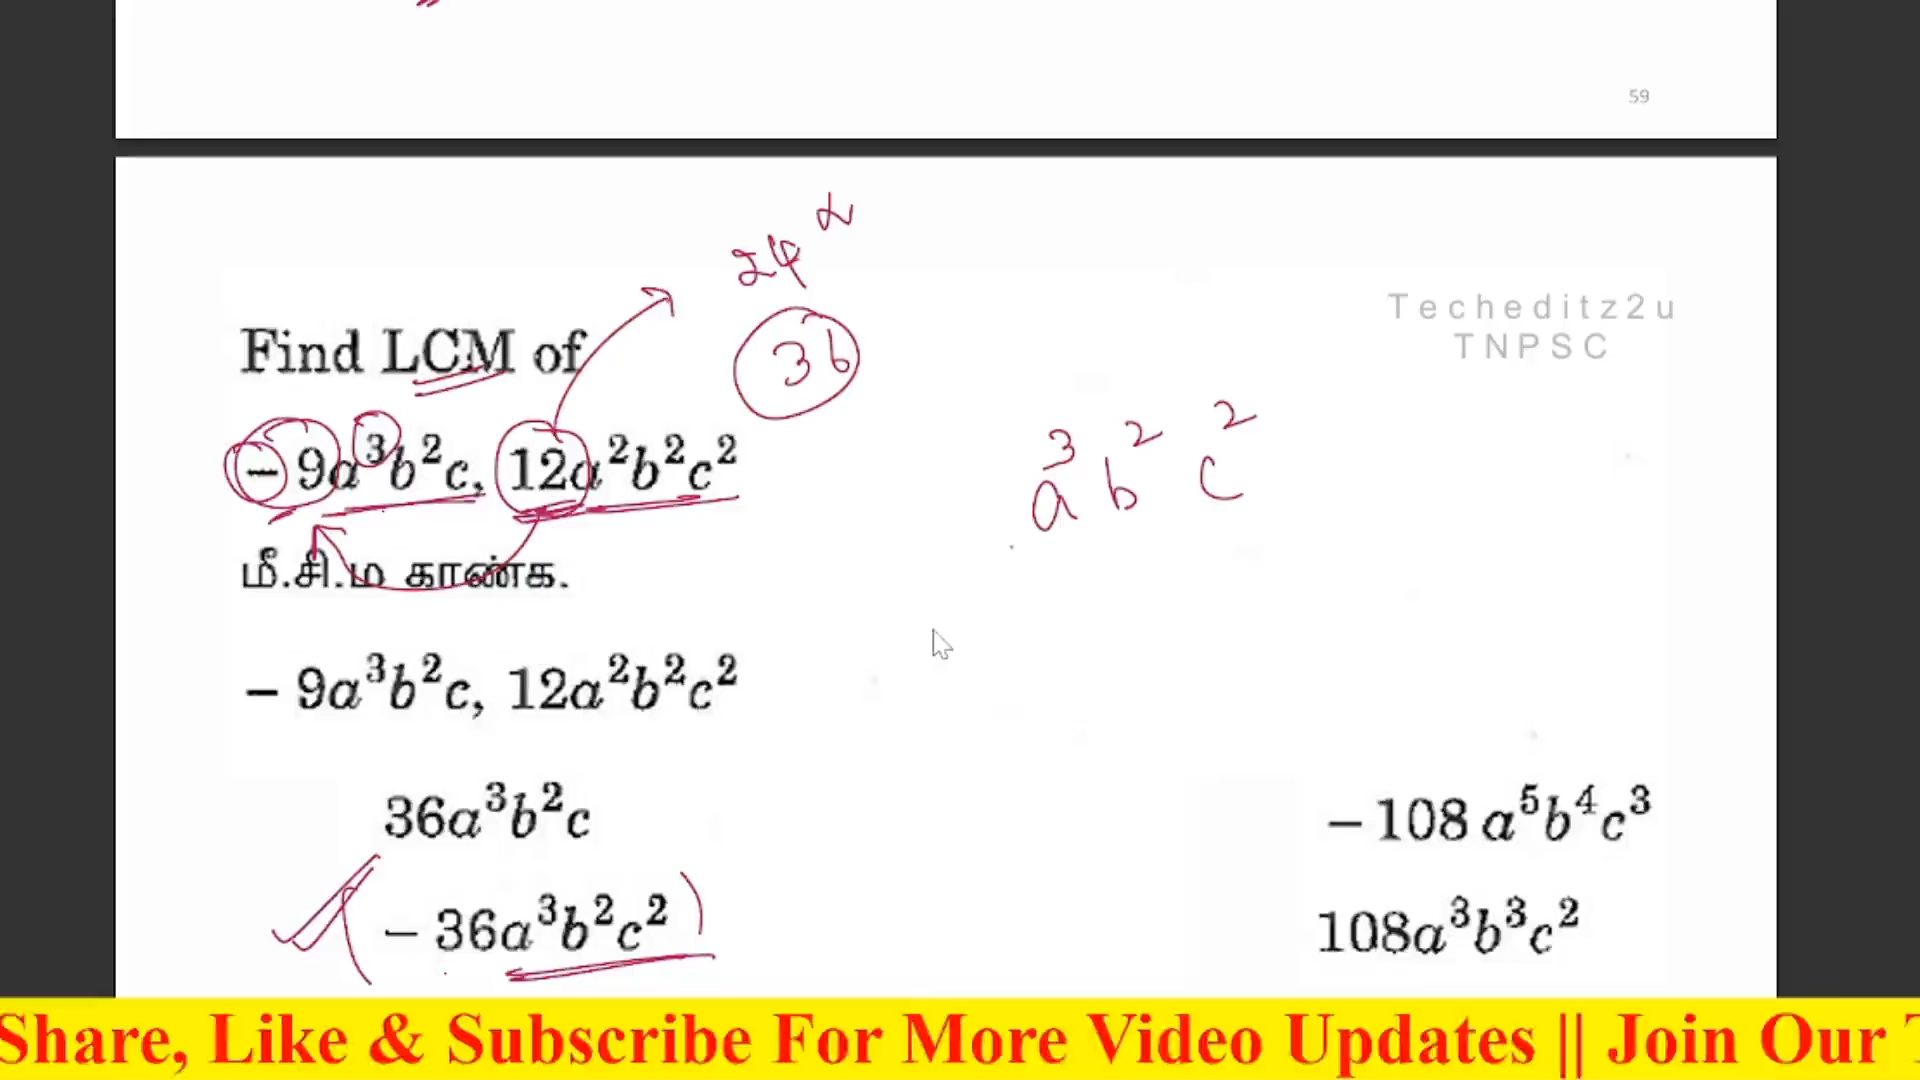 59
24 x
36
Techeditz2u
TNPSC
Find LCM of
– 9a³b²c, 12a²b²c²
a³ b² c²
மீ.சி.ம காண்க.
– 9a³b²c, 12a²b²c²
36a³b²c
– 108 a⁵b⁴c³
– 36a³b²c²
108a³b³c²
Share, Like & Subscribe For More Video Updates || Join Our T